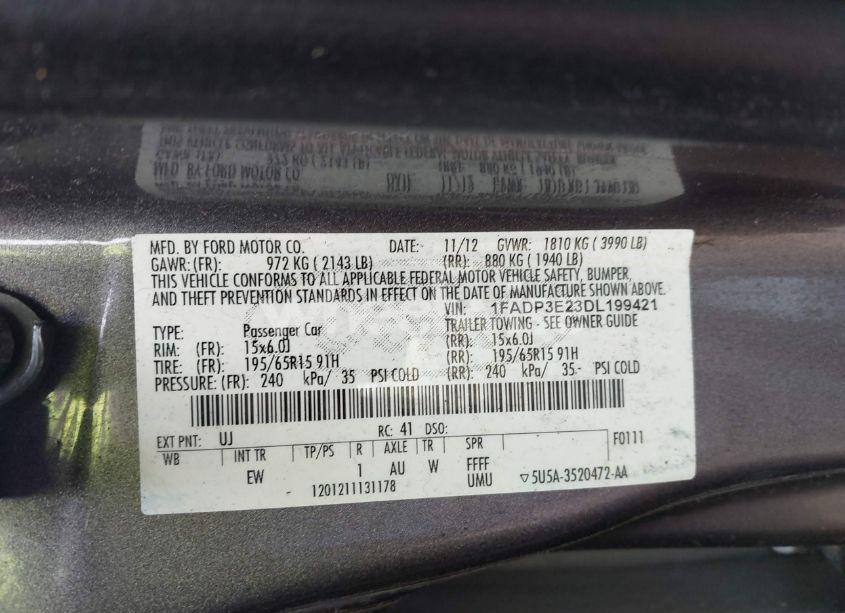 MFD. BY FORD MOTOR CO. DATE: 11/12 GVWR: 1810 KG ( 3990 LB)
GAWR: (FR): 972 KG ( 2143 LB) (RR): 880 KG ( 1940 LB)
THIS VEHICLE CONFORMS TO ALL APPLICABLE FEDERAL MOTOR VEHICLE SAFETY, BUMPER,
AND THEFT PREVENTION STANDARDS IN EFFECT ON THE DATE OF MANUFACTURE SHOWN ABOVE.
VIN: 1FADP3E23DL199421
TYPE: Passenger Car TRAILER TOWING - SEE OWNER GUIDE
RIM: (FR): 15x6.0J (RR): 15x6.0J
TIRE: (FR): 195/65R15 91H (RR): 195/65R15 91H
PRESSURE: (FR): 240 kPa/ 35 PSI COLD (RR): 240 kPa/ 35- PSI COLD
EXT PNT: UJ RC: 41 DSO: F0111
WB INT TR TP/PS R AXLE TR SPR
EW 1 AU W FFFF
1201211131178 UMU ▽5U5A-3520472-AA